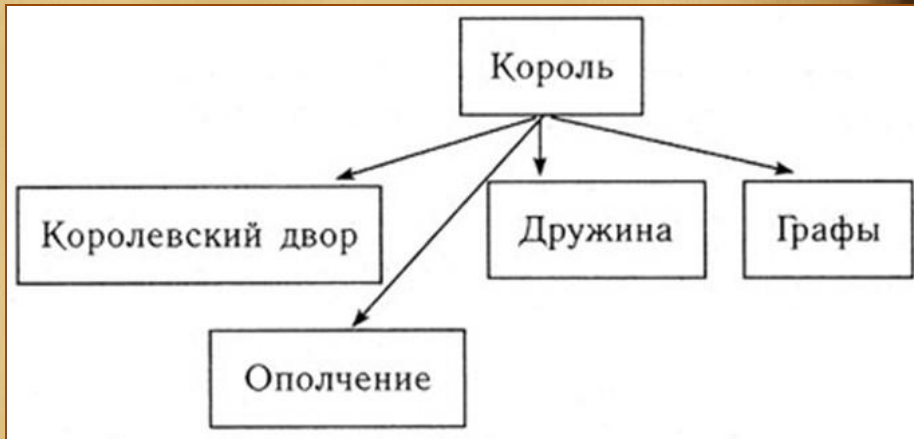 Король
Королевский двор
Дружина
Графы
Ополчение